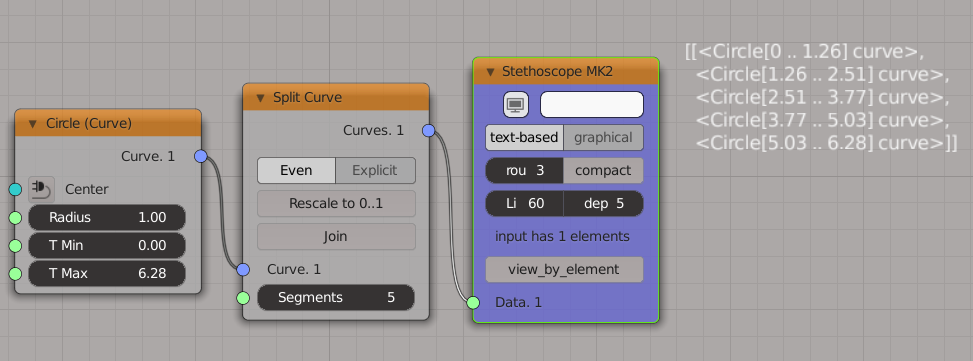 Circle (Curve)
Curve. 1
Center
Radius 1.00
T Min 0.00
T Max 6.28
Split Curve
Curves. 1
Even Explicit
Rescale to 0..1
Join
Curve. 1
Segments 5
Stethoscope MK2
text-based graphical
rou 3 compact
Li 60 dep 5
input has 1 elements
view_by_element
Data. 1
[[<Circle[0 .. 1.26] curve>,
<Circle[1.26 .. 2.51] curve>,
<Circle[2.51 .. 3.77] curve>,
<Circle[3.77 .. 5.03] curve>,
<Circle[5.03 .. 6.28] curve>]]